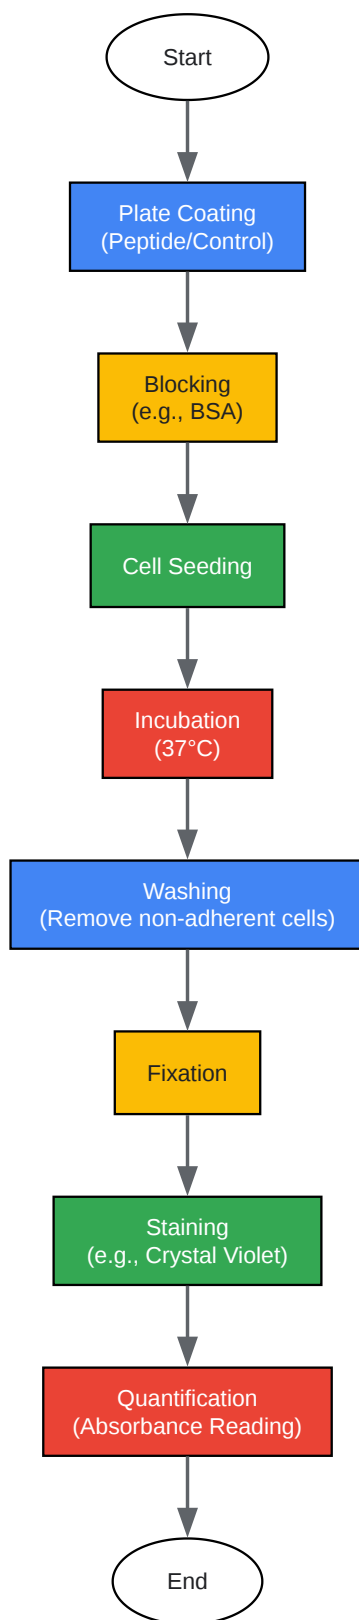 Start
Plate Coating
(Peptide/Control)
Blocking
(e.g., BSA)
Cell Seeding
Incubation
(37°C)
Washing
(Remove non-adherent cells)
Fixation
Staining
(e.g., Crystal Violet)
Quantification
(Absorbance Reading)
End